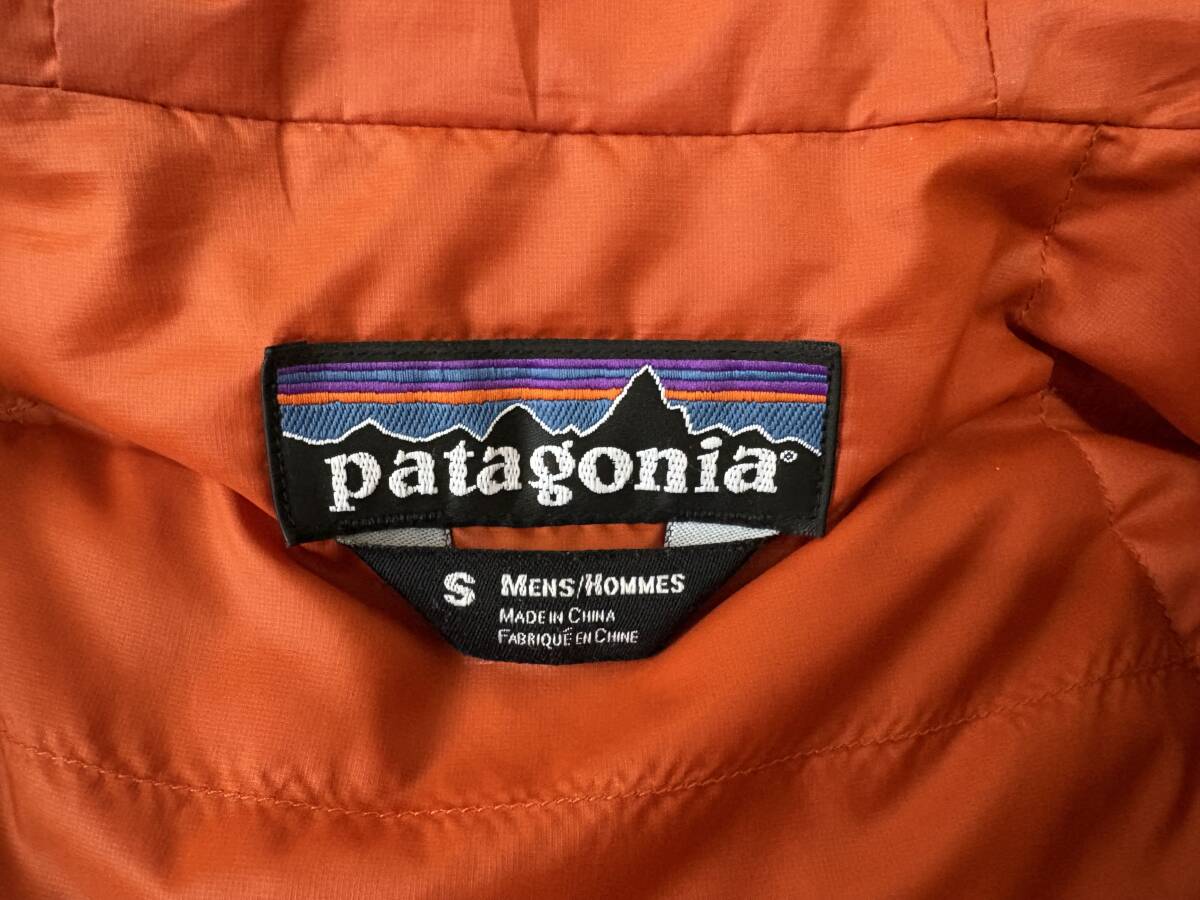 patagonia®
S MENS/HOMMES
MADE IN CHINA
FABRIQUÉ EN CHINE